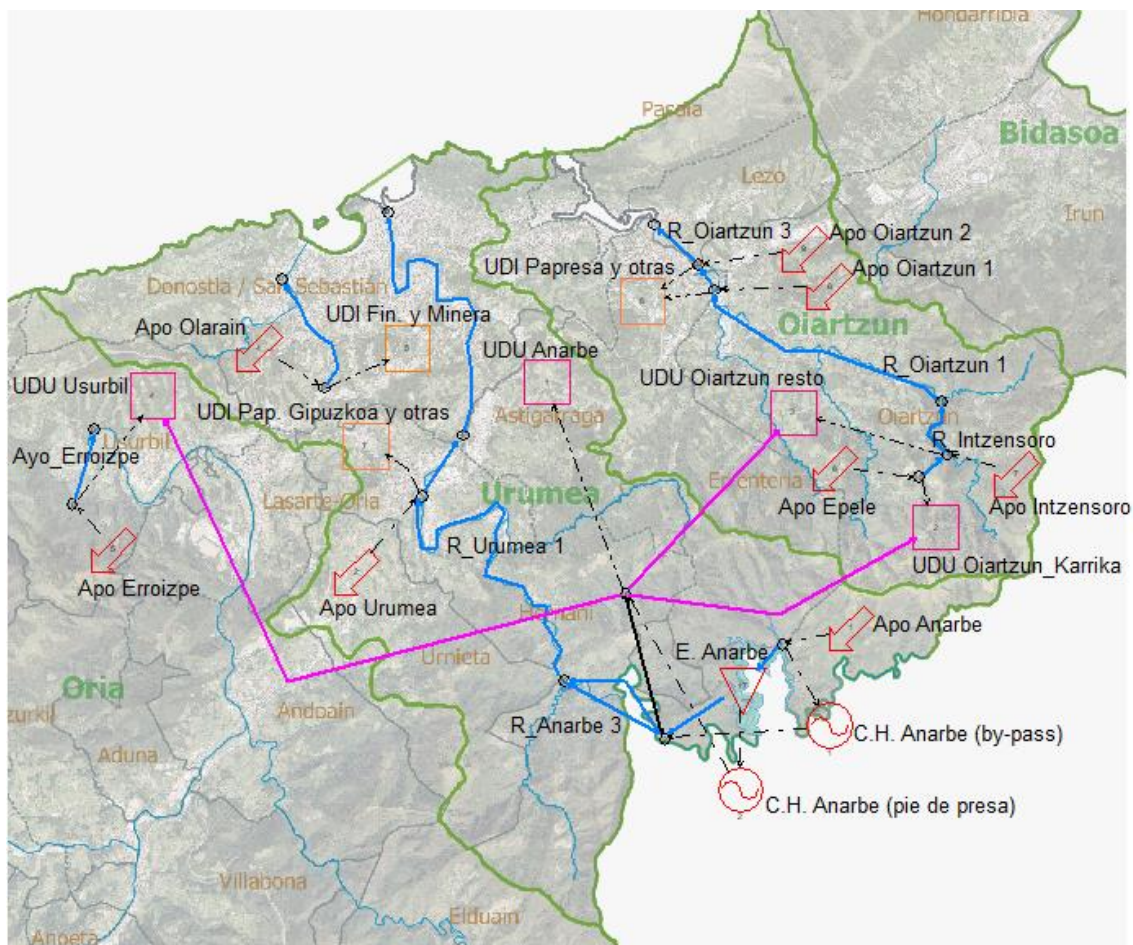 Hondarribia
Pasaia
Bidasoa
Lezo
Irun
R_Oiartzun 3
Apo Oiartzun 2
UDI Papresa y otras
Apo Oiartzun 1
Donostia / San Sebastián
UDI Fin. y Minera
Oiartzun
Apo Olarain
UDU Anarbe
R_Oiartzun 1
UDU Usurbil
UDU Oiartzun resto
UDI Pap. Gipuzkoa y otras
Astigarraga
Oiartzun
Usurbil
R_Intzensoro
Ayo_Erroizpe
Errenteria
Lasarte-Oria
Urumea
Apo Epele
Apo Intzensoro
R_Urumea 1
UDU Oiartzun_Karrika
Apo Erroizpe
Apo Urumea
Hernani
Apo Anarbe
E. Anarbe
Urnieta
Oria
Andoain
R_Anarbe 3
C.H. Anarbe (by-pass)
Aduna
C.H. Anarbe (pie de presa)
Villabona
Elduain